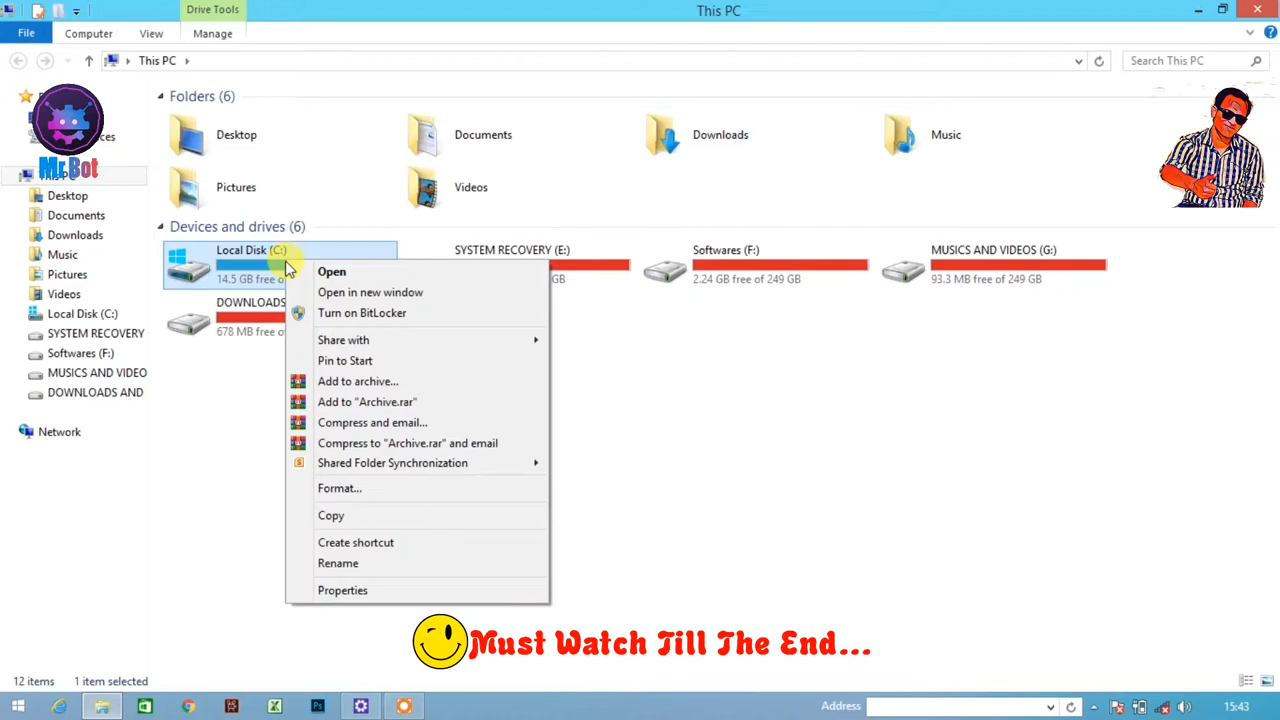 Drive Tools
This PC
File
Computer
View
Manage
This PC
Search This PC
Mr.Bot
Desktop
Documents
Downloads
Music
Pictures
Videos
Local Disk (C:)
SYSTEM RECOVERY
Softwares (F:)
MUSICS AND VIDEO
DOWNLOADS AND
Network
Folders (6)
Desktop
Documents
Downloads
Music
Pictures
Videos
Devices and drives (6)
Local Disk (C:)
14.5 GB free of
SYSTEM RECOVERY (E:)
GB
Softwares (F:)
2.24 GB free of 249 GB
MUSICS AND VIDEOS (G:)
93.3 MB free of 249 GB
DOWNLOADS
678 MB free o
Open
Open in new window
Turn on BitLocker
Share with
Pin to Start
Add to archive...
Add to "Archive.rar"
Compress and email...
Compress to "Archive.rar" and email
Shared Folder Synchronization
Format...
Copy
Create shortcut
Rename
Properties
Must Watch Till The End...
12 items
1 item selected
Address
15:43